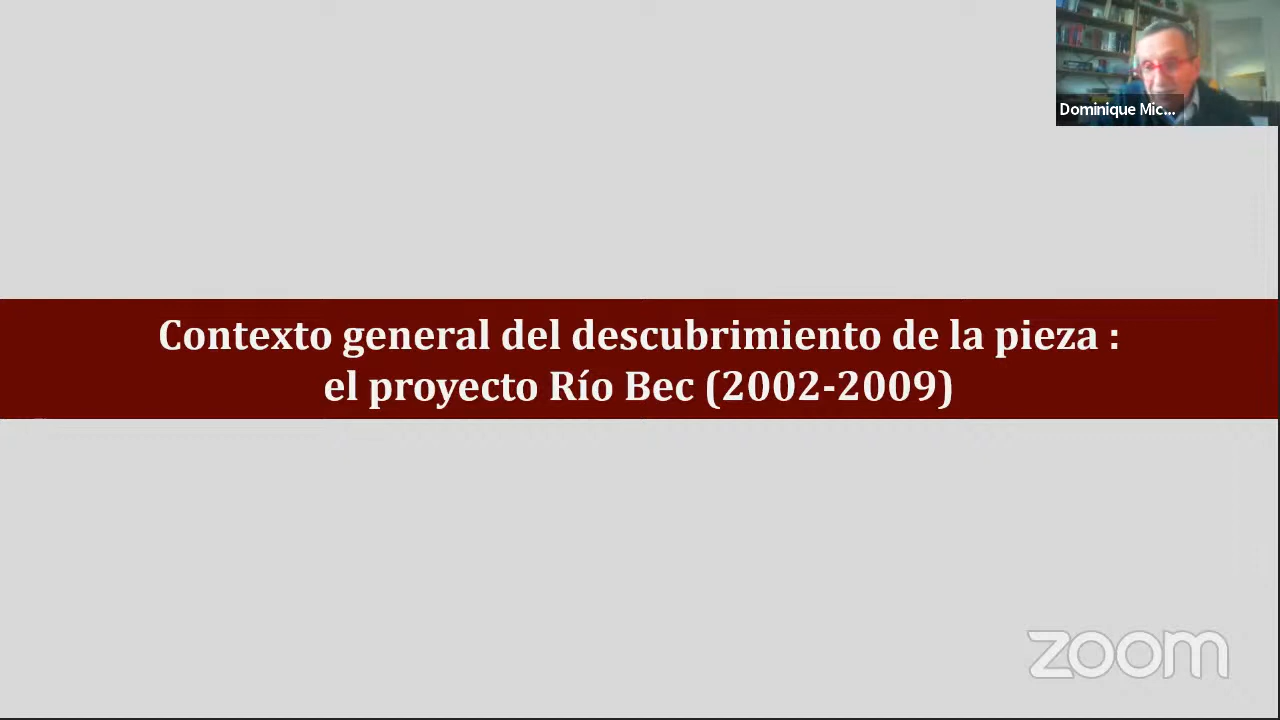 Dominique Mic...
Contexto general del descubrimiento de la pieza :
el proyecto Río Bec (2002-2009)
zoom